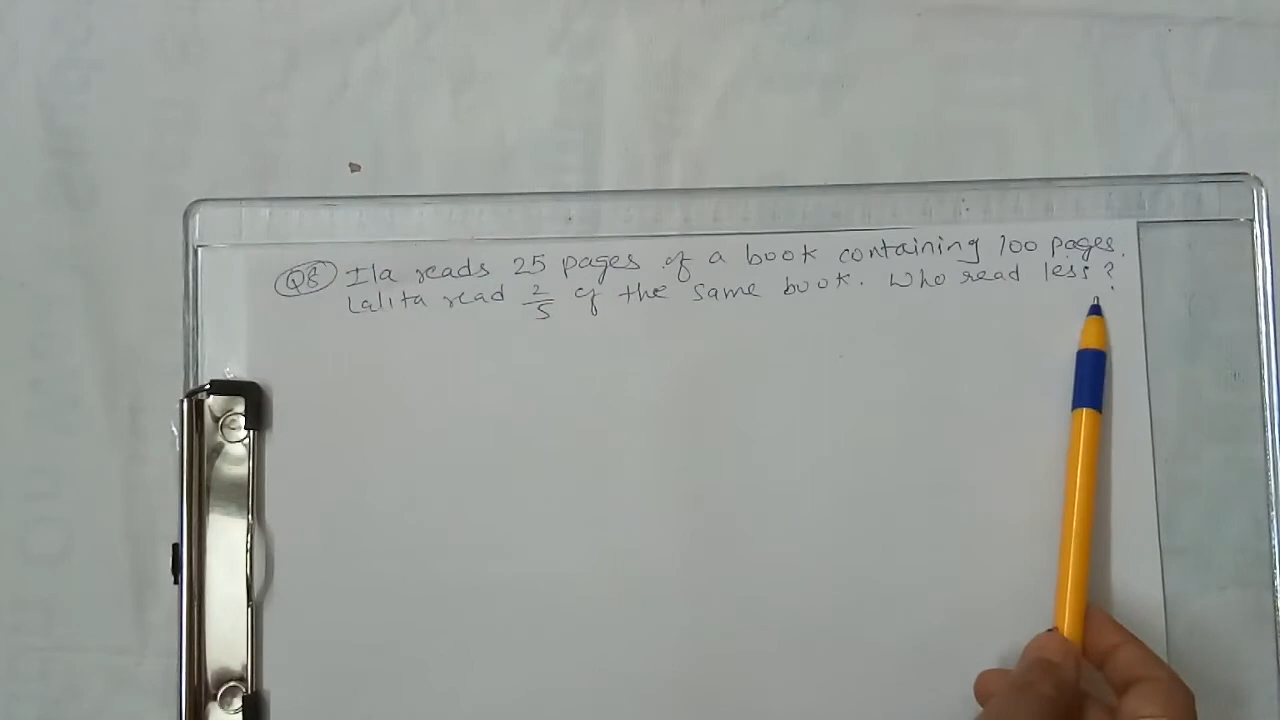 Q8 Ila reads 25 pages of a book containing 100 pages.
Lalita read 2/5 of the same book. Who read less?